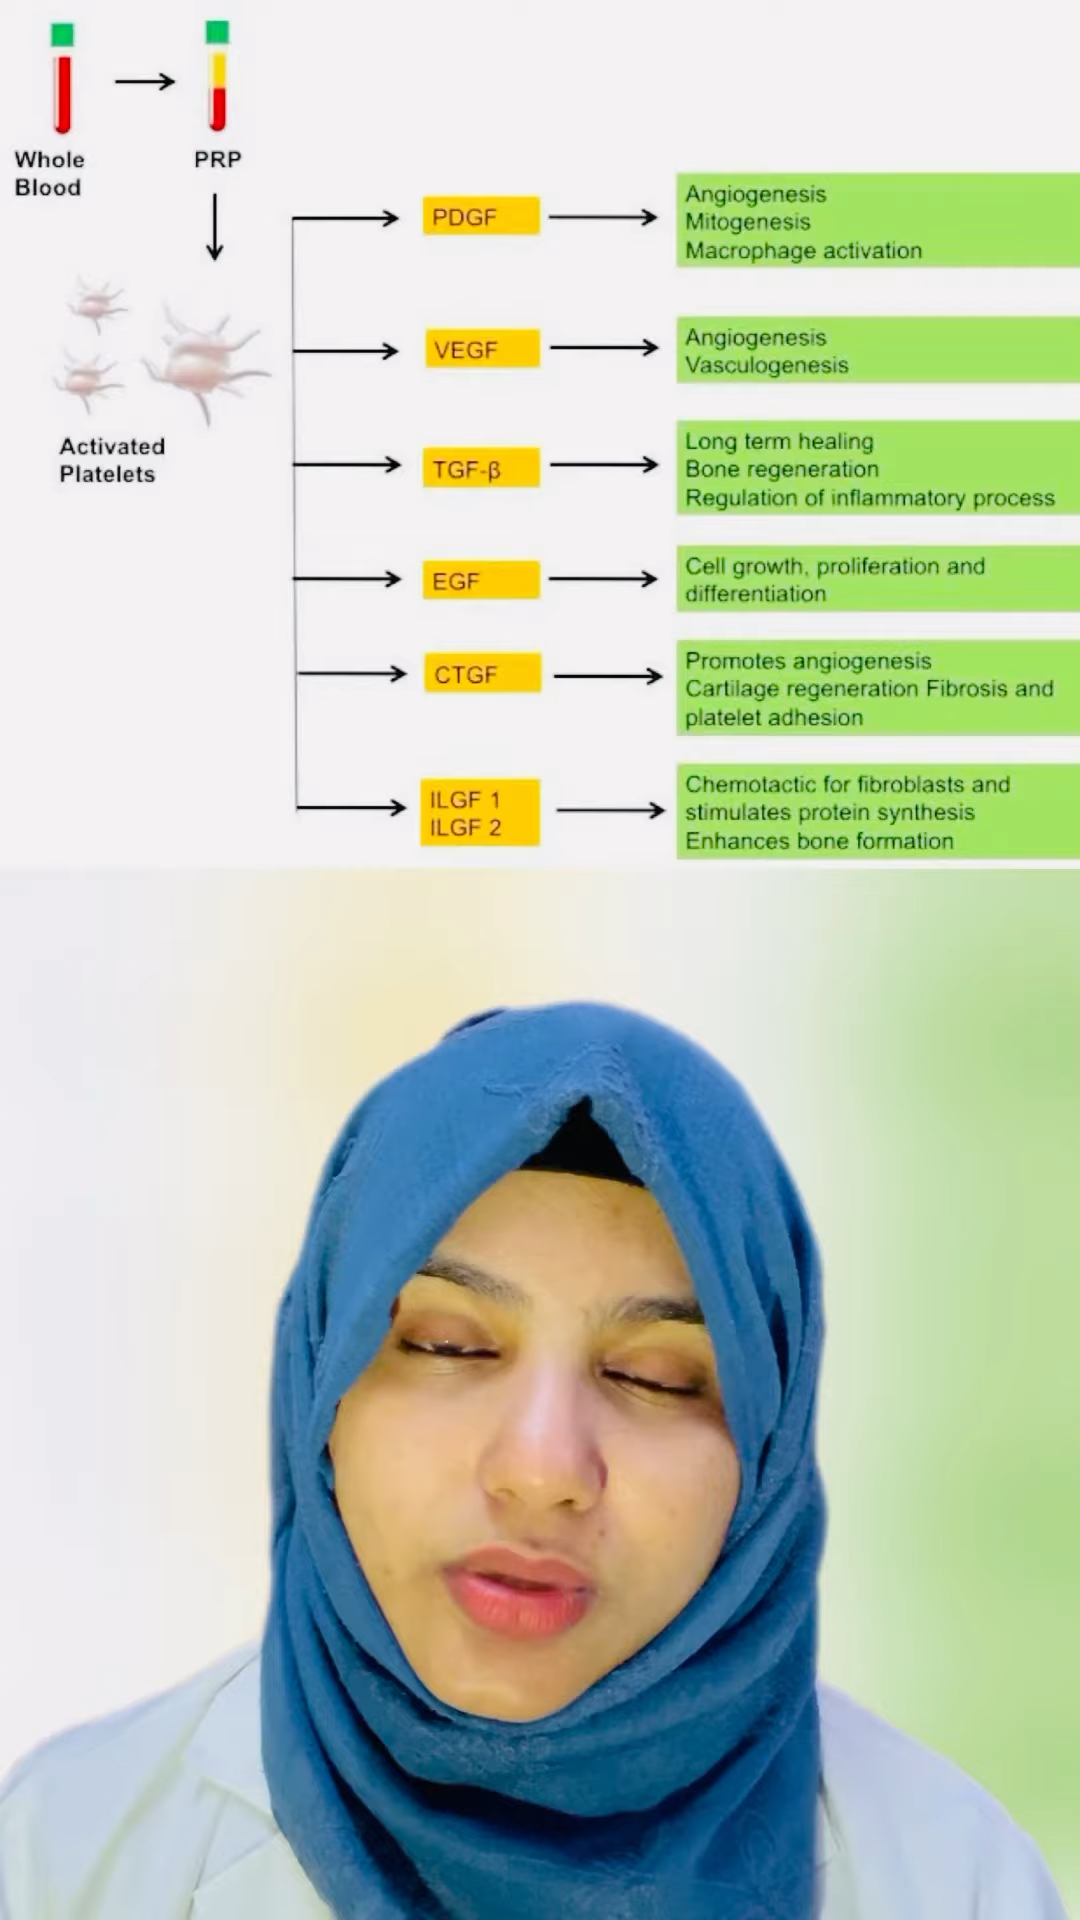 Whole
Blood
PRP
Activated
Platelets
PDGF
Angiogenesis
Mitogenesis
Macrophage activation
VEGF
Angiogenesis
Vasculogenesis
TGF-β
Long term healing
Bone regeneration
Regulation of inflammatory process
EGF
Cell growth, proliferation and
differentiation
CTGF
Promotes angiogenesis
Cartilage regeneration Fibrosis and
platelet adhesion
ILGF 1
ILGF 2
Chemotactic for fibroblasts and
stimulates protein synthesis
Enhances bone formation